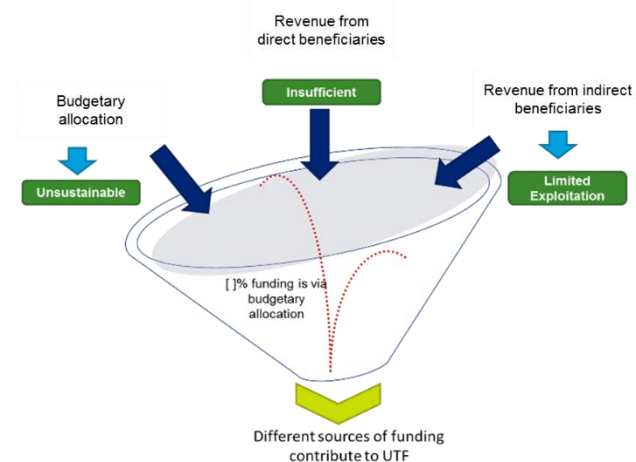 Revenue from
direct beneficiaries
Insufficient
Budgetary
allocation
Unsustainable
Revenue from indirect
beneficiaries
Limited
Exploitation
[ ]% funding is via
budgetary
allocation
Different sources of funding
contribute to UTF